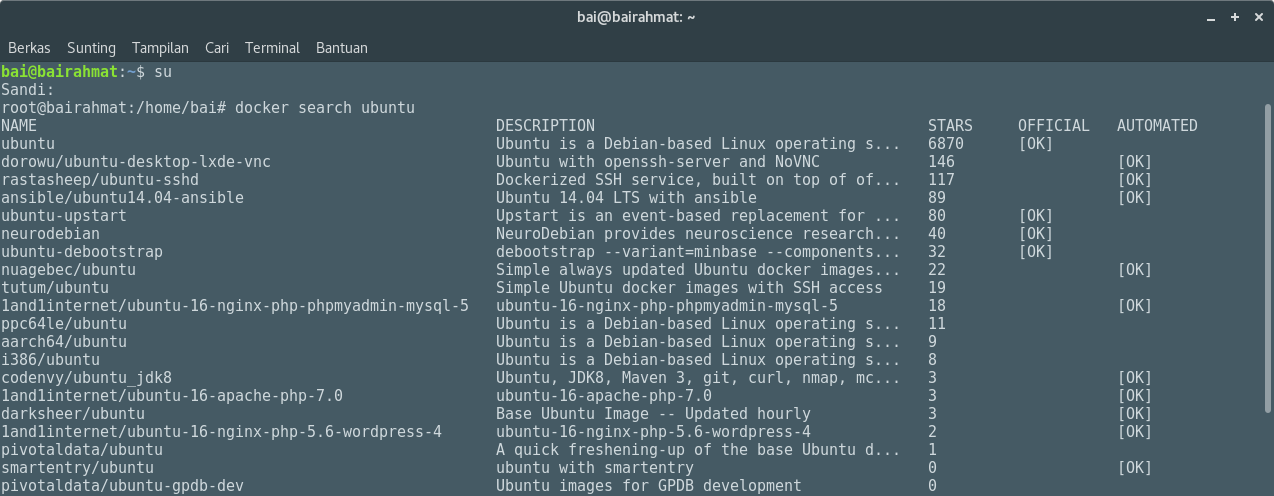 bai@bairahmat: ~
Berkas Sunting Tampilan Cari Terminal Bantuan
bai@bairahmat:~$ su
Sandi:
root@bairahmat:/home/bai# docker search ubuntu
NAME DESCRIPTION STARS OFFICIAL AUTOMATED
ubuntu Ubuntu is a Debian-based Linux operating s... 6870 [OK]
dorowu/ubuntu-desktop-lxde-vnc Ubuntu with openssh-server and NoVNC 146 [OK]
rastasheep/ubuntu-sshd Dockerized SSH service, built on top of of... 117 [OK]
ansible/ubuntu14.04-ansible Ubuntu 14.04 LTS with ansible 89 [OK]
ubuntu-upstart Upstart is an event-based replacement for ... 80 [OK]
neurodebian NeuroDebian provides neuroscience research... 40 [OK]
ubuntu-debootstrap debootstrap --variant=minbase --components... 32 [OK]
nuagebec/ubuntu Simple always updated Ubuntu docker images... 22 [OK]
tutum/ubuntu Simple Ubuntu docker images with SSH access 19
1and1internet/ubuntu-16-nginx-php-phpmyadmin-mysql-5 ubuntu-16-nginx-php-phpmyadmin-mysql-5 18 [OK]
ppc64le/ubuntu Ubuntu is a Debian-based Linux operating s... 11
aarch64/ubuntu Ubuntu is a Debian-based Linux operating s... 9
i386/ubuntu Ubuntu is a Debian-based Linux operating s... 8
codenvy/ubuntu_jdk8 Ubuntu, JDK8, Maven 3, git, curl, nmap, mc... 3 [OK]
1and1internet/ubuntu-16-apache-php-7.0 ubuntu-16-apache-php-7.0 3 [OK]
darksheer/ubuntu Base Ubuntu Image -- Updated hourly 3 [OK]
1and1internet/ubuntu-16-nginx-php-5.6-wordpress-4 ubuntu-16-nginx-php-5.6-wordpress-4 2 [OK]
pivotaldata/ubuntu A quick freshening-up of the base Ubuntu d... 1
smartentry/ubuntu ubuntu with smartentry 0 [OK]
pivotaldata/ubuntu-gpdb-dev Ubuntu images for GPDB development 0